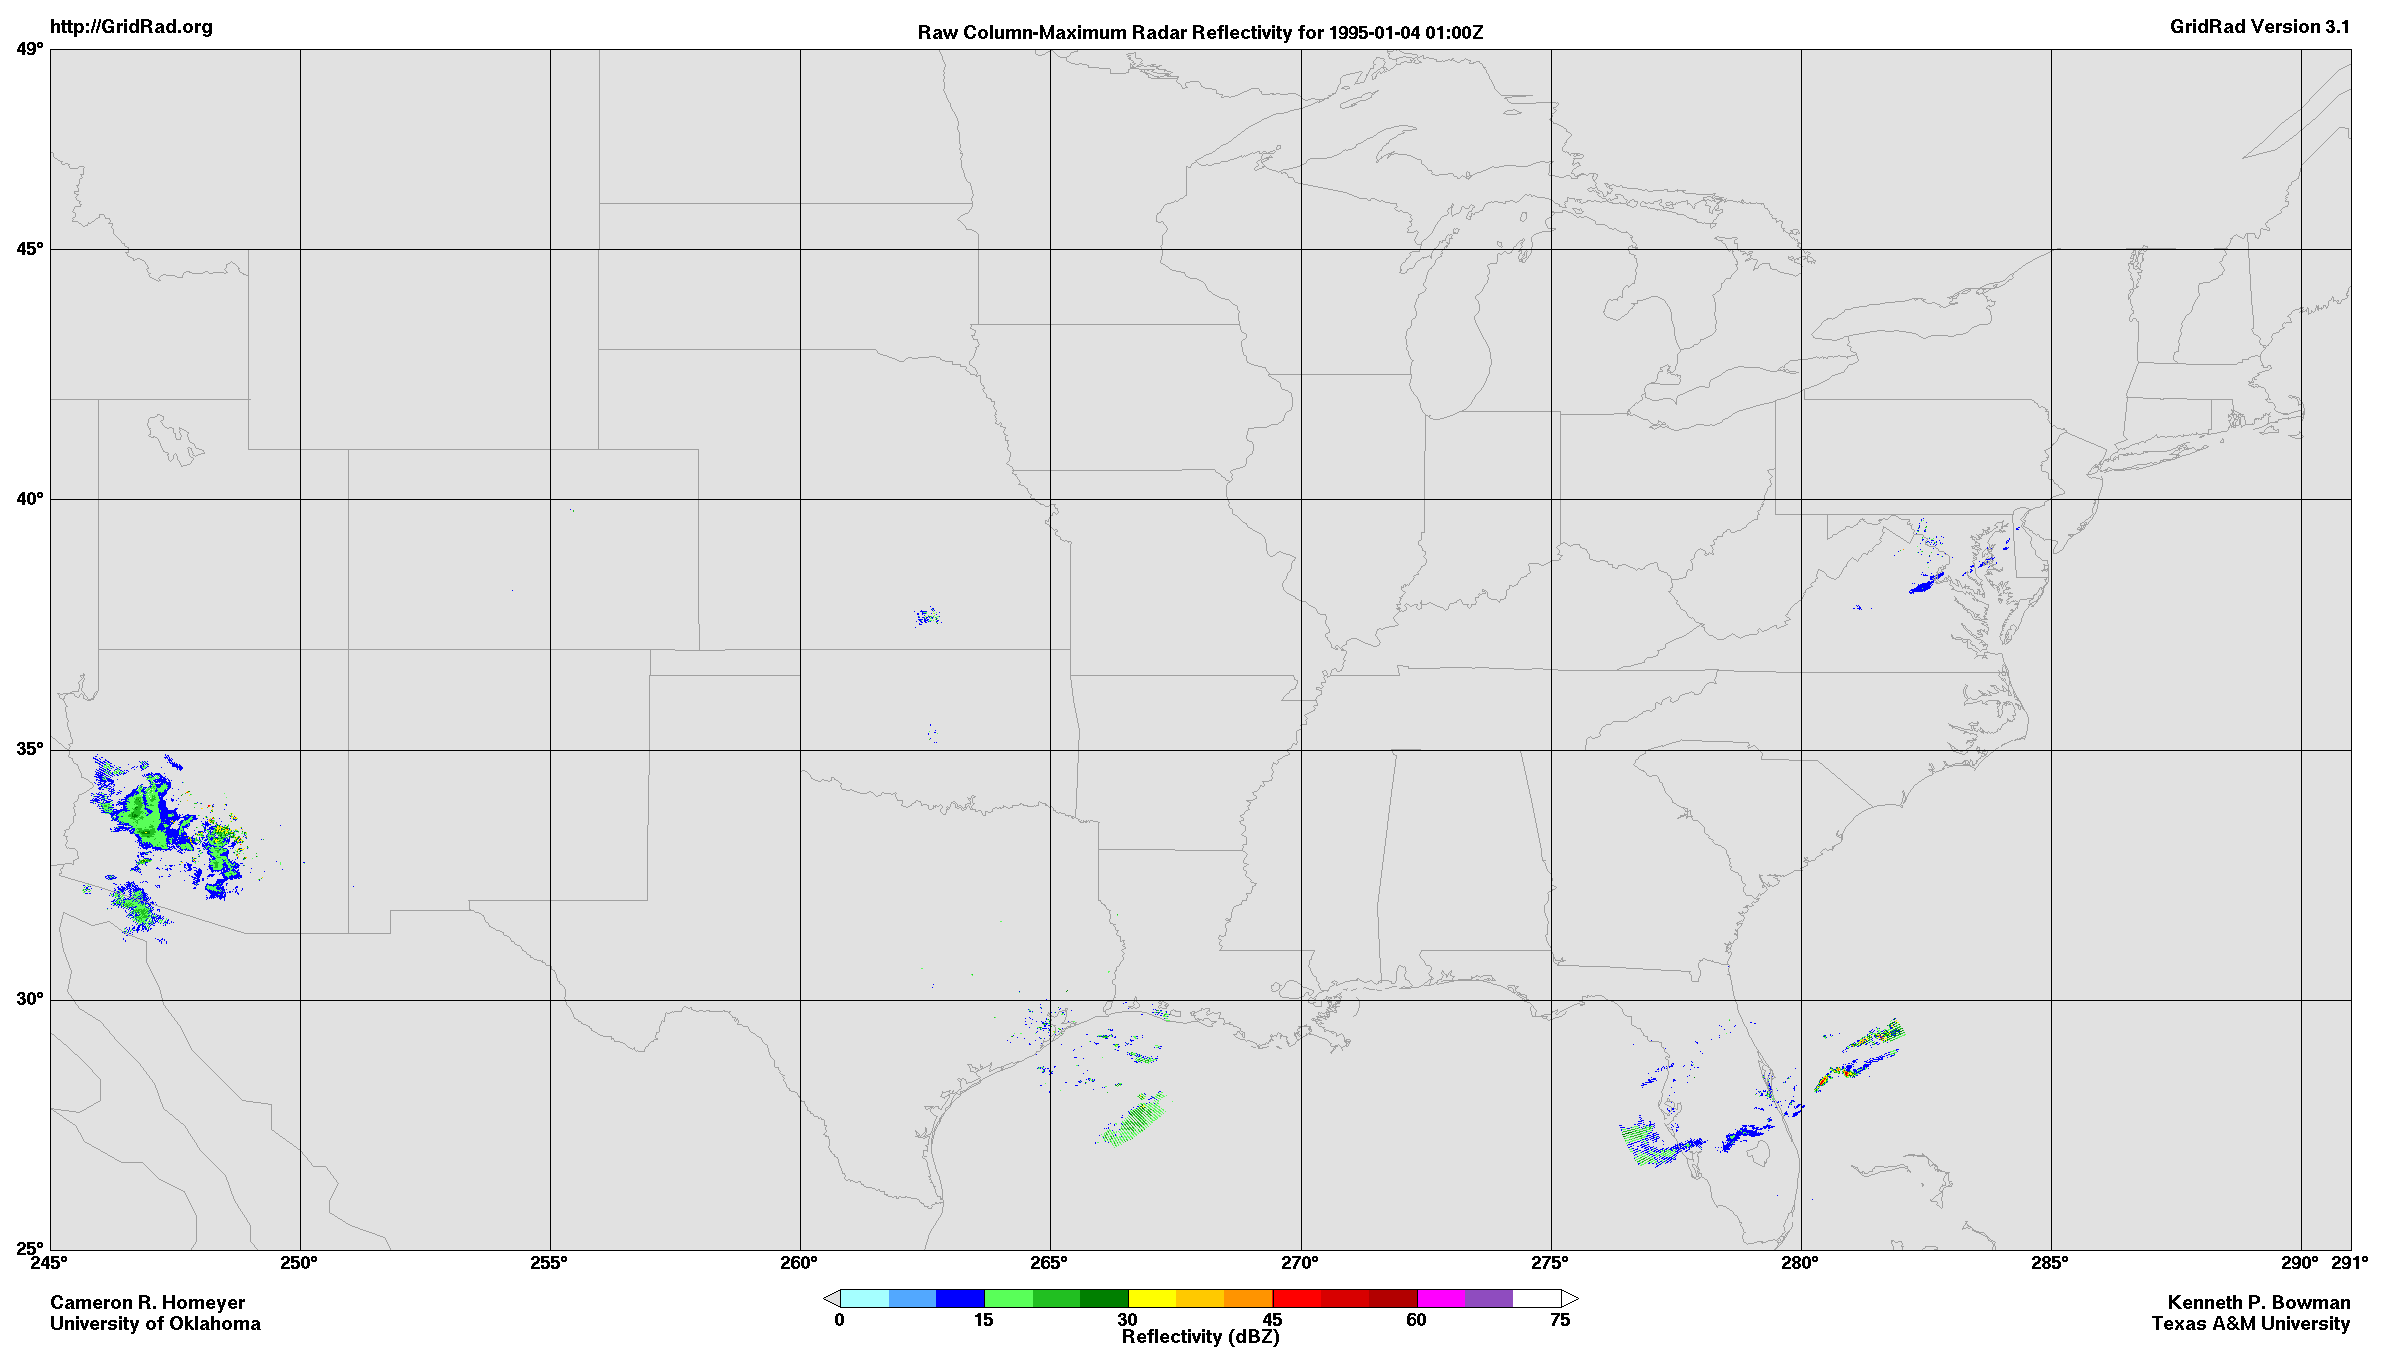 http://GridRad.org
Raw Column-Maximum Radar Reflectivity for 1995-01-04 01:00Z
GridRad Version 3.1
49°
45°
40°
35°
30°
25°
245° 250° 255° 260° 265° 270° 275° 280° 285° 290° 291°
0 15 30 45 60 75
Reflectivity (dBZ)
Cameron R. Homeyer
University of Oklahoma
Kenneth P. Bowman
Texas A&M University